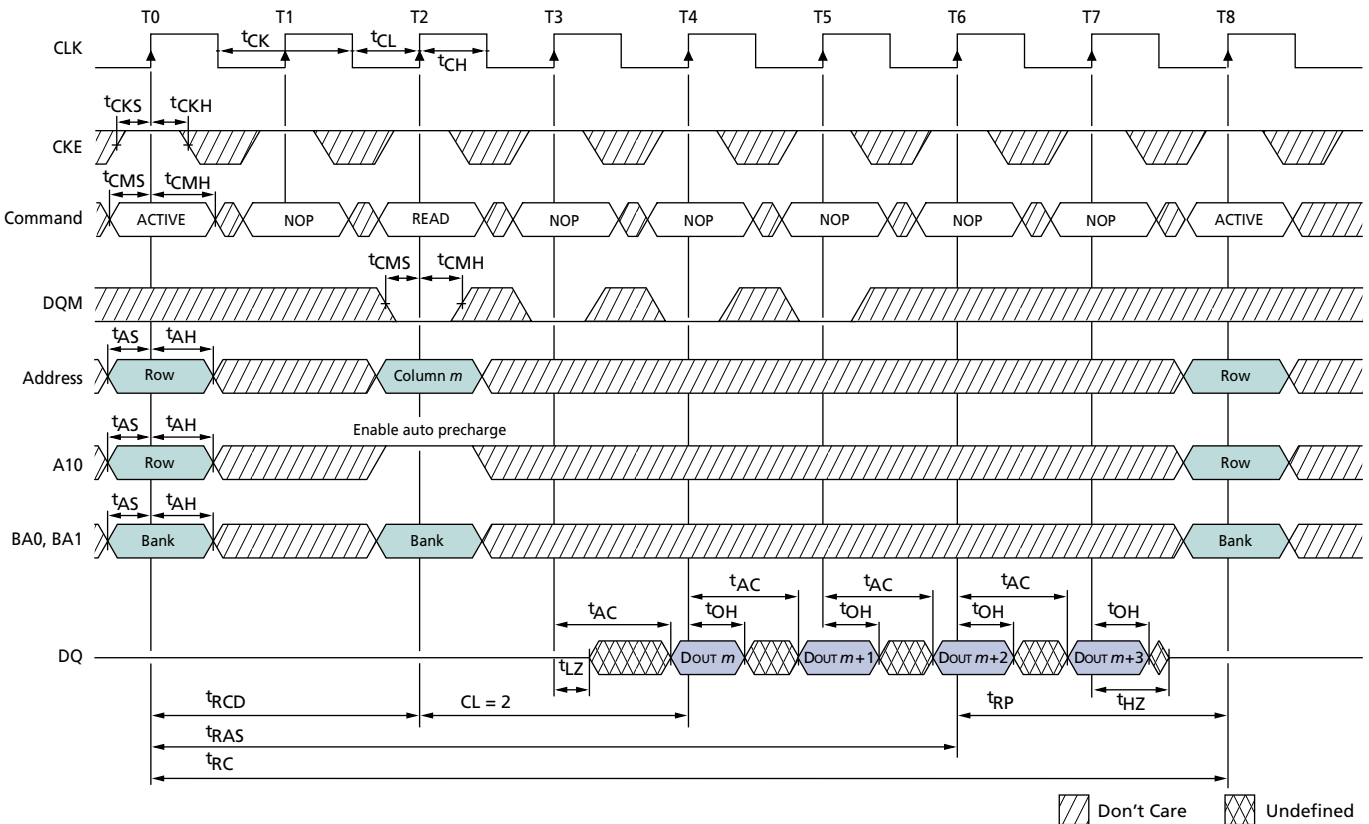 T0 T1 T2 T3 T4 T5 T6 T7 T8
CLK
tCK tCL tCH
tCKS tCKH
CKE
tCMS tCMH
Command ACTIVE NOP READ NOP NOP NOP NOP NOP ACTIVE
tCMS tCMH
DQM
tAS tAH
Address Row Column m Row
tAS tAH Enable auto precharge
A10 Row Row
tAS tAH
BA0, BA1 Bank Bank Bank
tAC tAC tAC
tAC tOH tOH tOH tOH
DQ DOUT m DOUT m+1 DOUT m+2 DOUT m+3
tLZ
tRCD CL = 2 tRP tHZ
tRAS
tRC
Don't Care Undefined